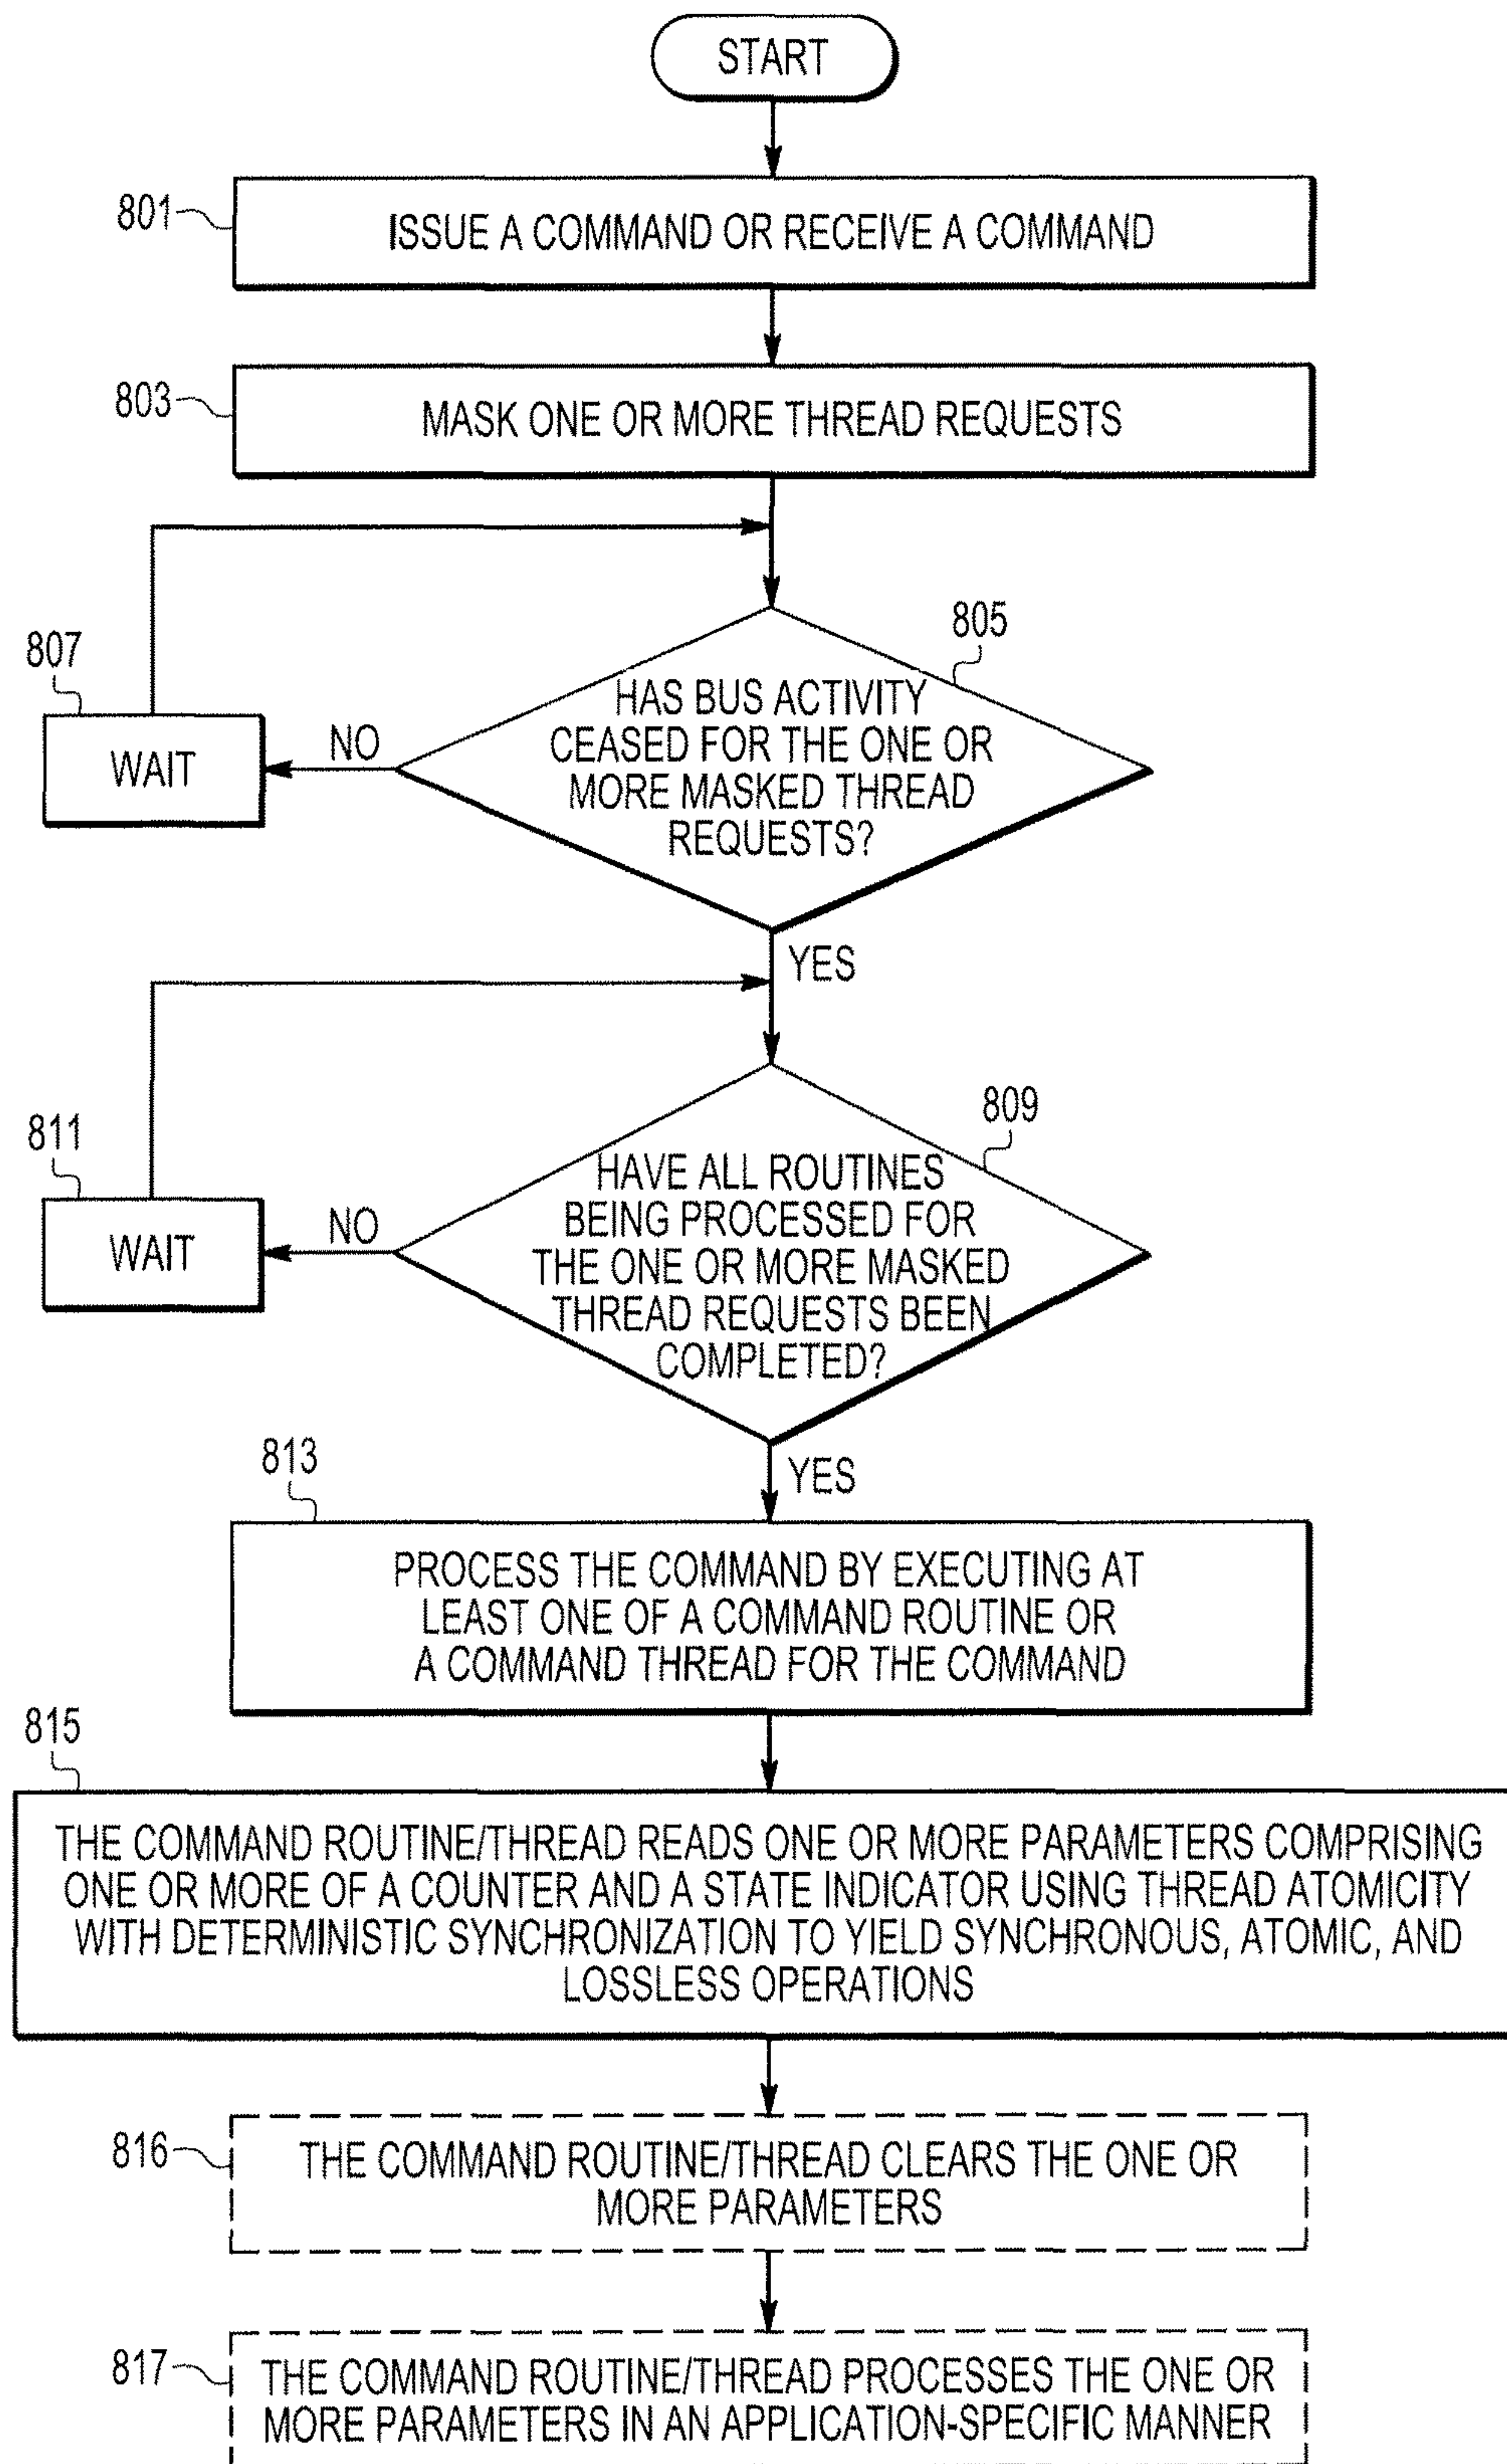 START
801
ISSUE A COMMAND OR RECEIVE A COMMAND
803
MASK ONE OR MORE THREAD REQUESTS
805
807
HAS BUS ACTIVITY
CEASED FOR THE ONE OR
MORE MASKED THREAD
REQUESTS?
NO
WAIT
YES
809
811
HAVE ALL ROUTINES
BEING PROCESSED FOR
THE ONE OR MORE MASKED
THREAD REQUESTS BEEN
COMPLETED?
NO
WAIT
YES
813
PROCESS THE COMMAND BY EXECUTING AT
LEAST ONE OF A COMMAND ROUTINE OR
A COMMAND THREAD FOR THE COMMAND
815
THE COMMAND ROUTINE/THREAD READS ONE OR MORE PARAMETERS COMPRISING
ONE OR MORE OF A COUNTER AND A STATE INDICATOR USING THREAD ATOMICITY
WITH DETERMINISTIC SYNCHRONIZATION TO YIELD SYNCHRONOUS, ATOMIC, AND
LOSSLESS OPERATIONS
816
THE COMMAND ROUTINE/THREAD CLEARS THE ONE OR
MORE PARAMETERS
817
THE COMMAND ROUTINE/THREAD PROCESSES THE ONE OR
MORE PARAMETERS IN AN APPLICATION-SPECIFIC MANNER